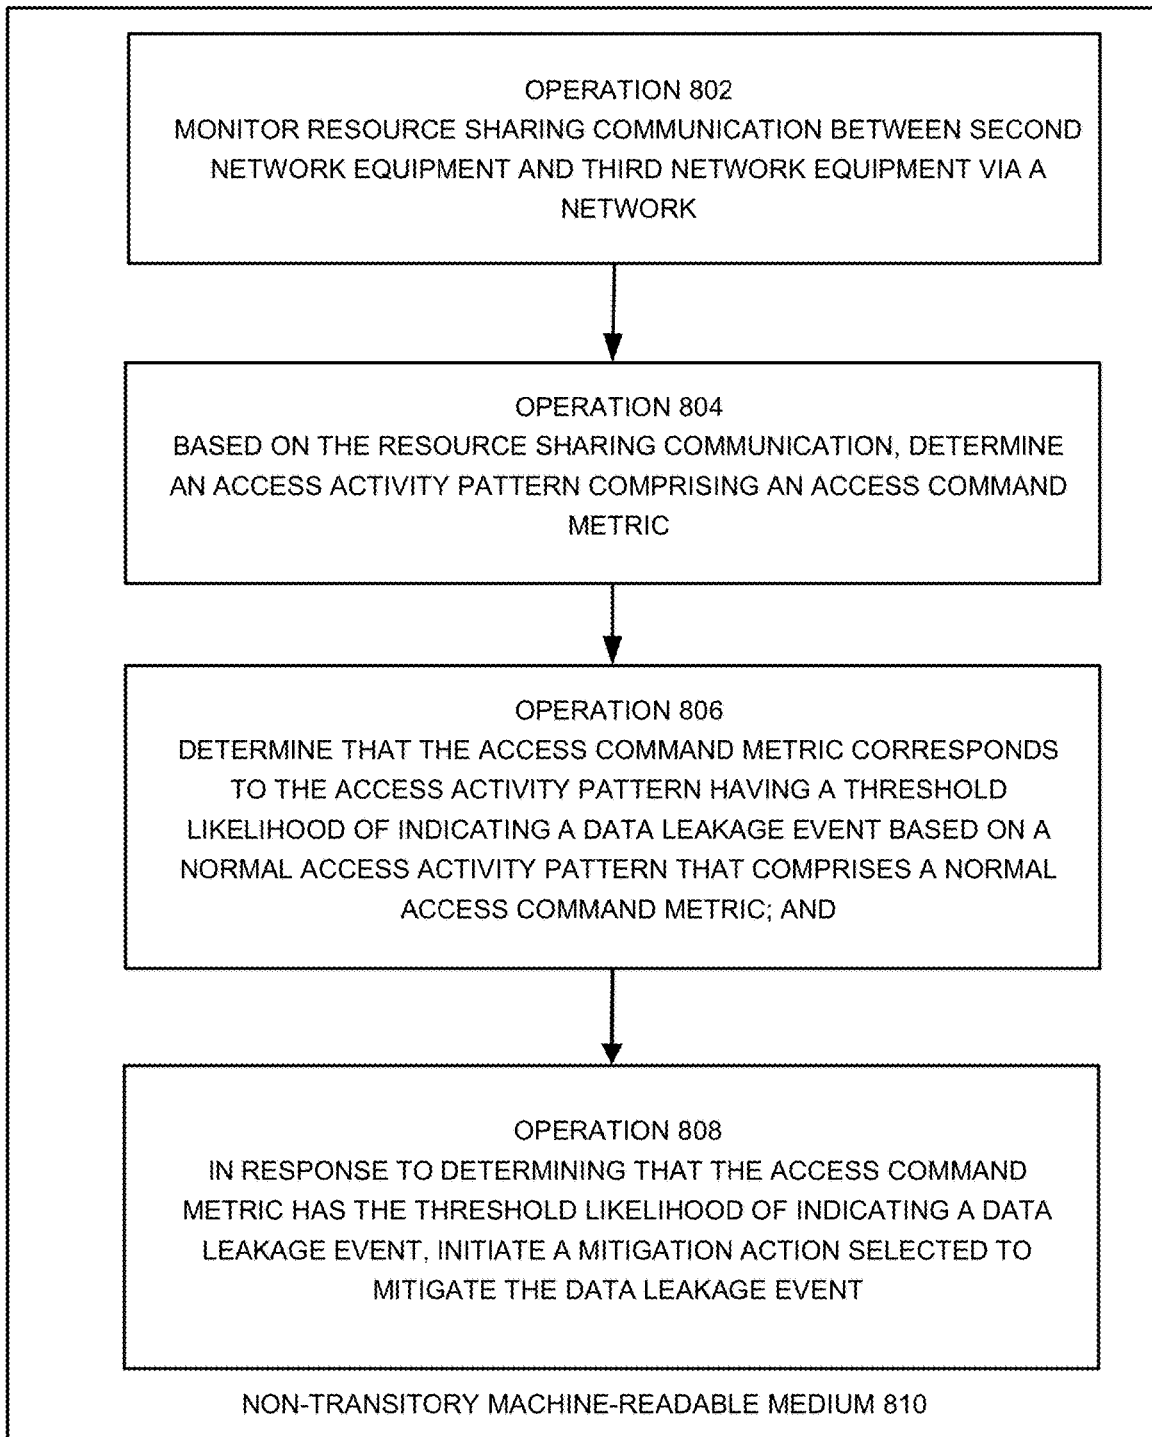 OPERATION 802
MONITOR RESOURCE SHARING COMMUNICATION BETWEEN SECOND
NETWORK EQUIPMENT AND THIRD NETWORK EQUIPMENT VIA A
NETWORK
OPERATION 804
BASED ON THE RESOURCE SHARING COMMUNICATION, DETERMINE
AN ACCESS ACTIVITY PATTERN COMPRISING AN ACCESS COMMAND
METRIC
OPERATION 806
DETERMINE THAT THE ACCESS COMMAND METRIC CORRESPONDS
TO THE ACCESS ACTIVITY PATTERN HAVING A THRESHOLD
LIKELIHOOD OF INDICATING A DATA LEAKAGE EVENT BASED ON A
NORMAL ACCESS ACTIVITY PATTERN THAT COMPRISES A NORMAL
ACCESS COMMAND METRIC; AND
OPERATION 808
IN RESPONSE TO DETERMINING THAT THE ACCESS COMMAND
METRIC HAS THE THRESHOLD LIKELIHOOD OF INDICATING A DATA
LEAKAGE EVENT, INITIATE A MITIGATION ACTION SELECTED TO
MITIGATE THE DATA LEAKAGE EVENT
NON-TRANSITORY MACHINE-READABLE MEDIUM 810